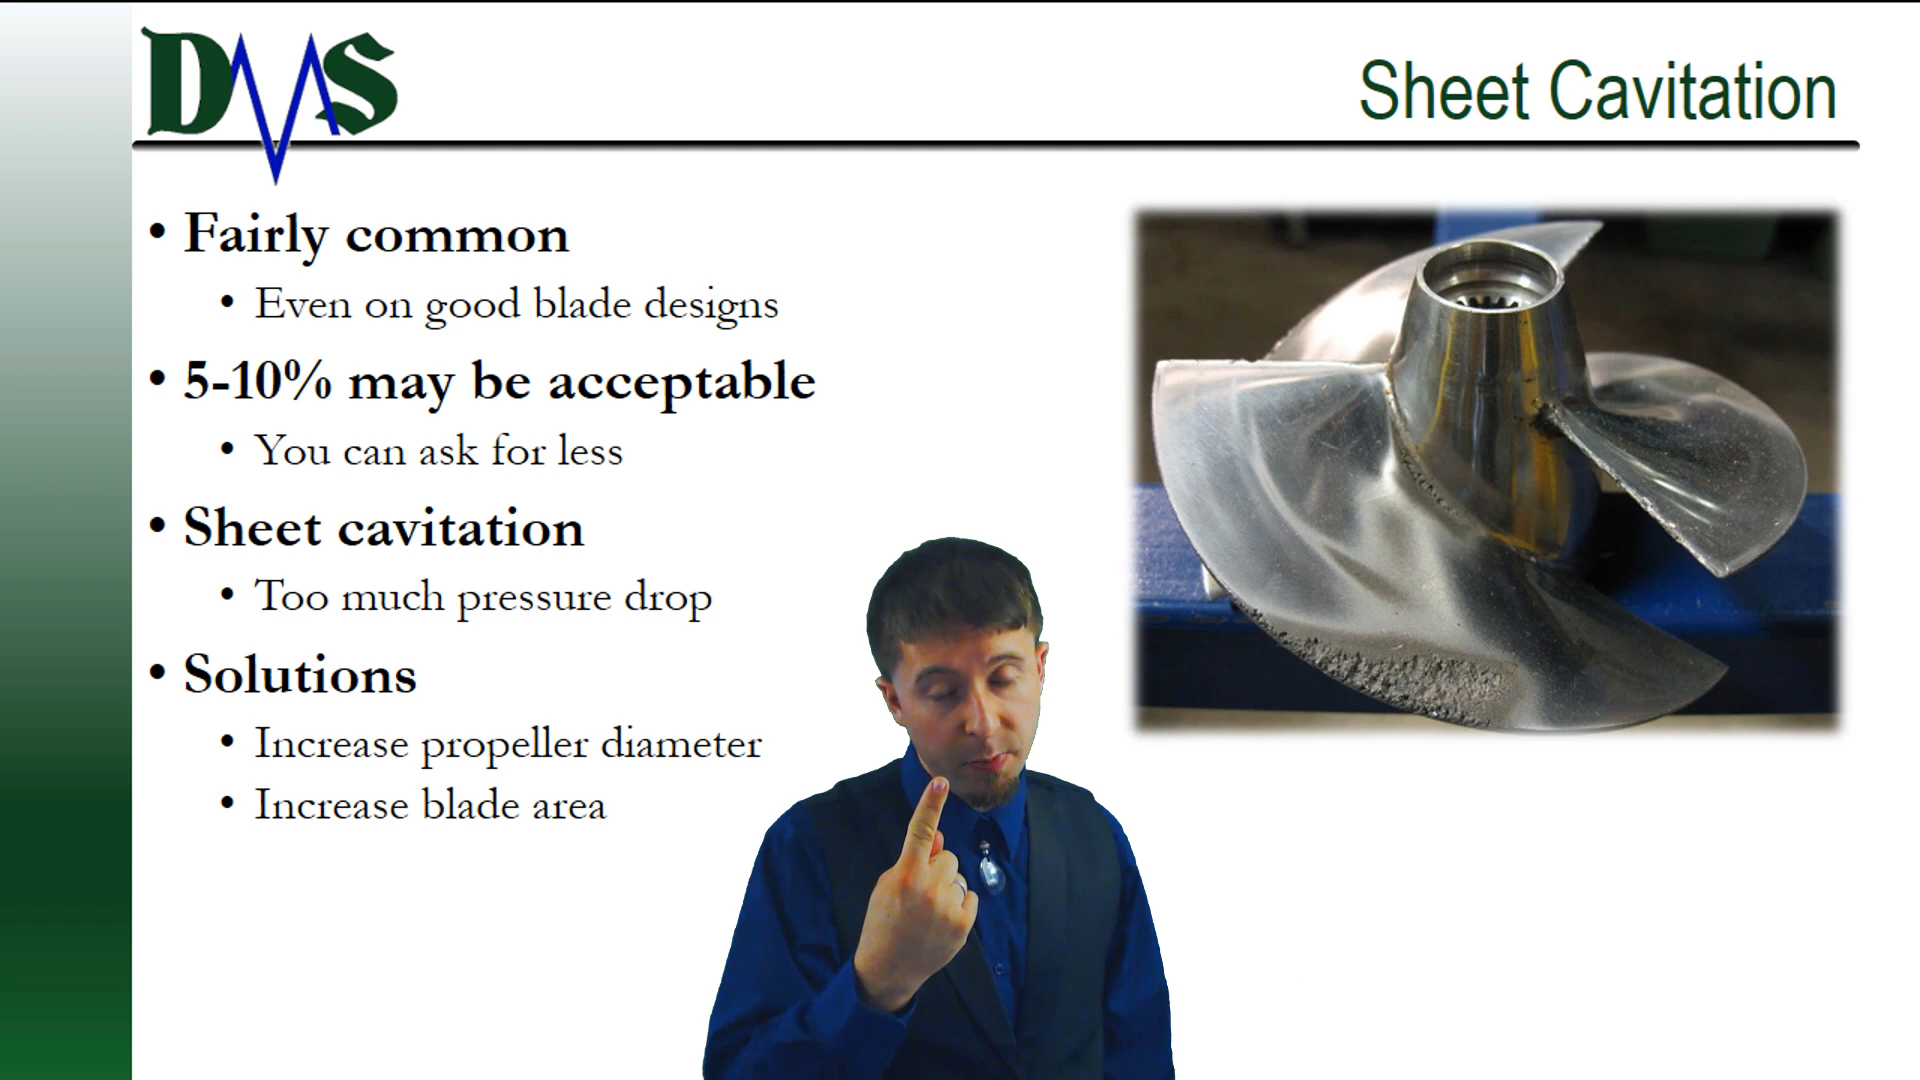 DMS
Sheet Cavitation
• Fairly common
• Even on good blade designs
• 5-10% may be acceptable
• You can ask for less
• Sheet cavitation
• Too much pressure drop
• Solutions
• Increase propeller diameter
• Increase blade area